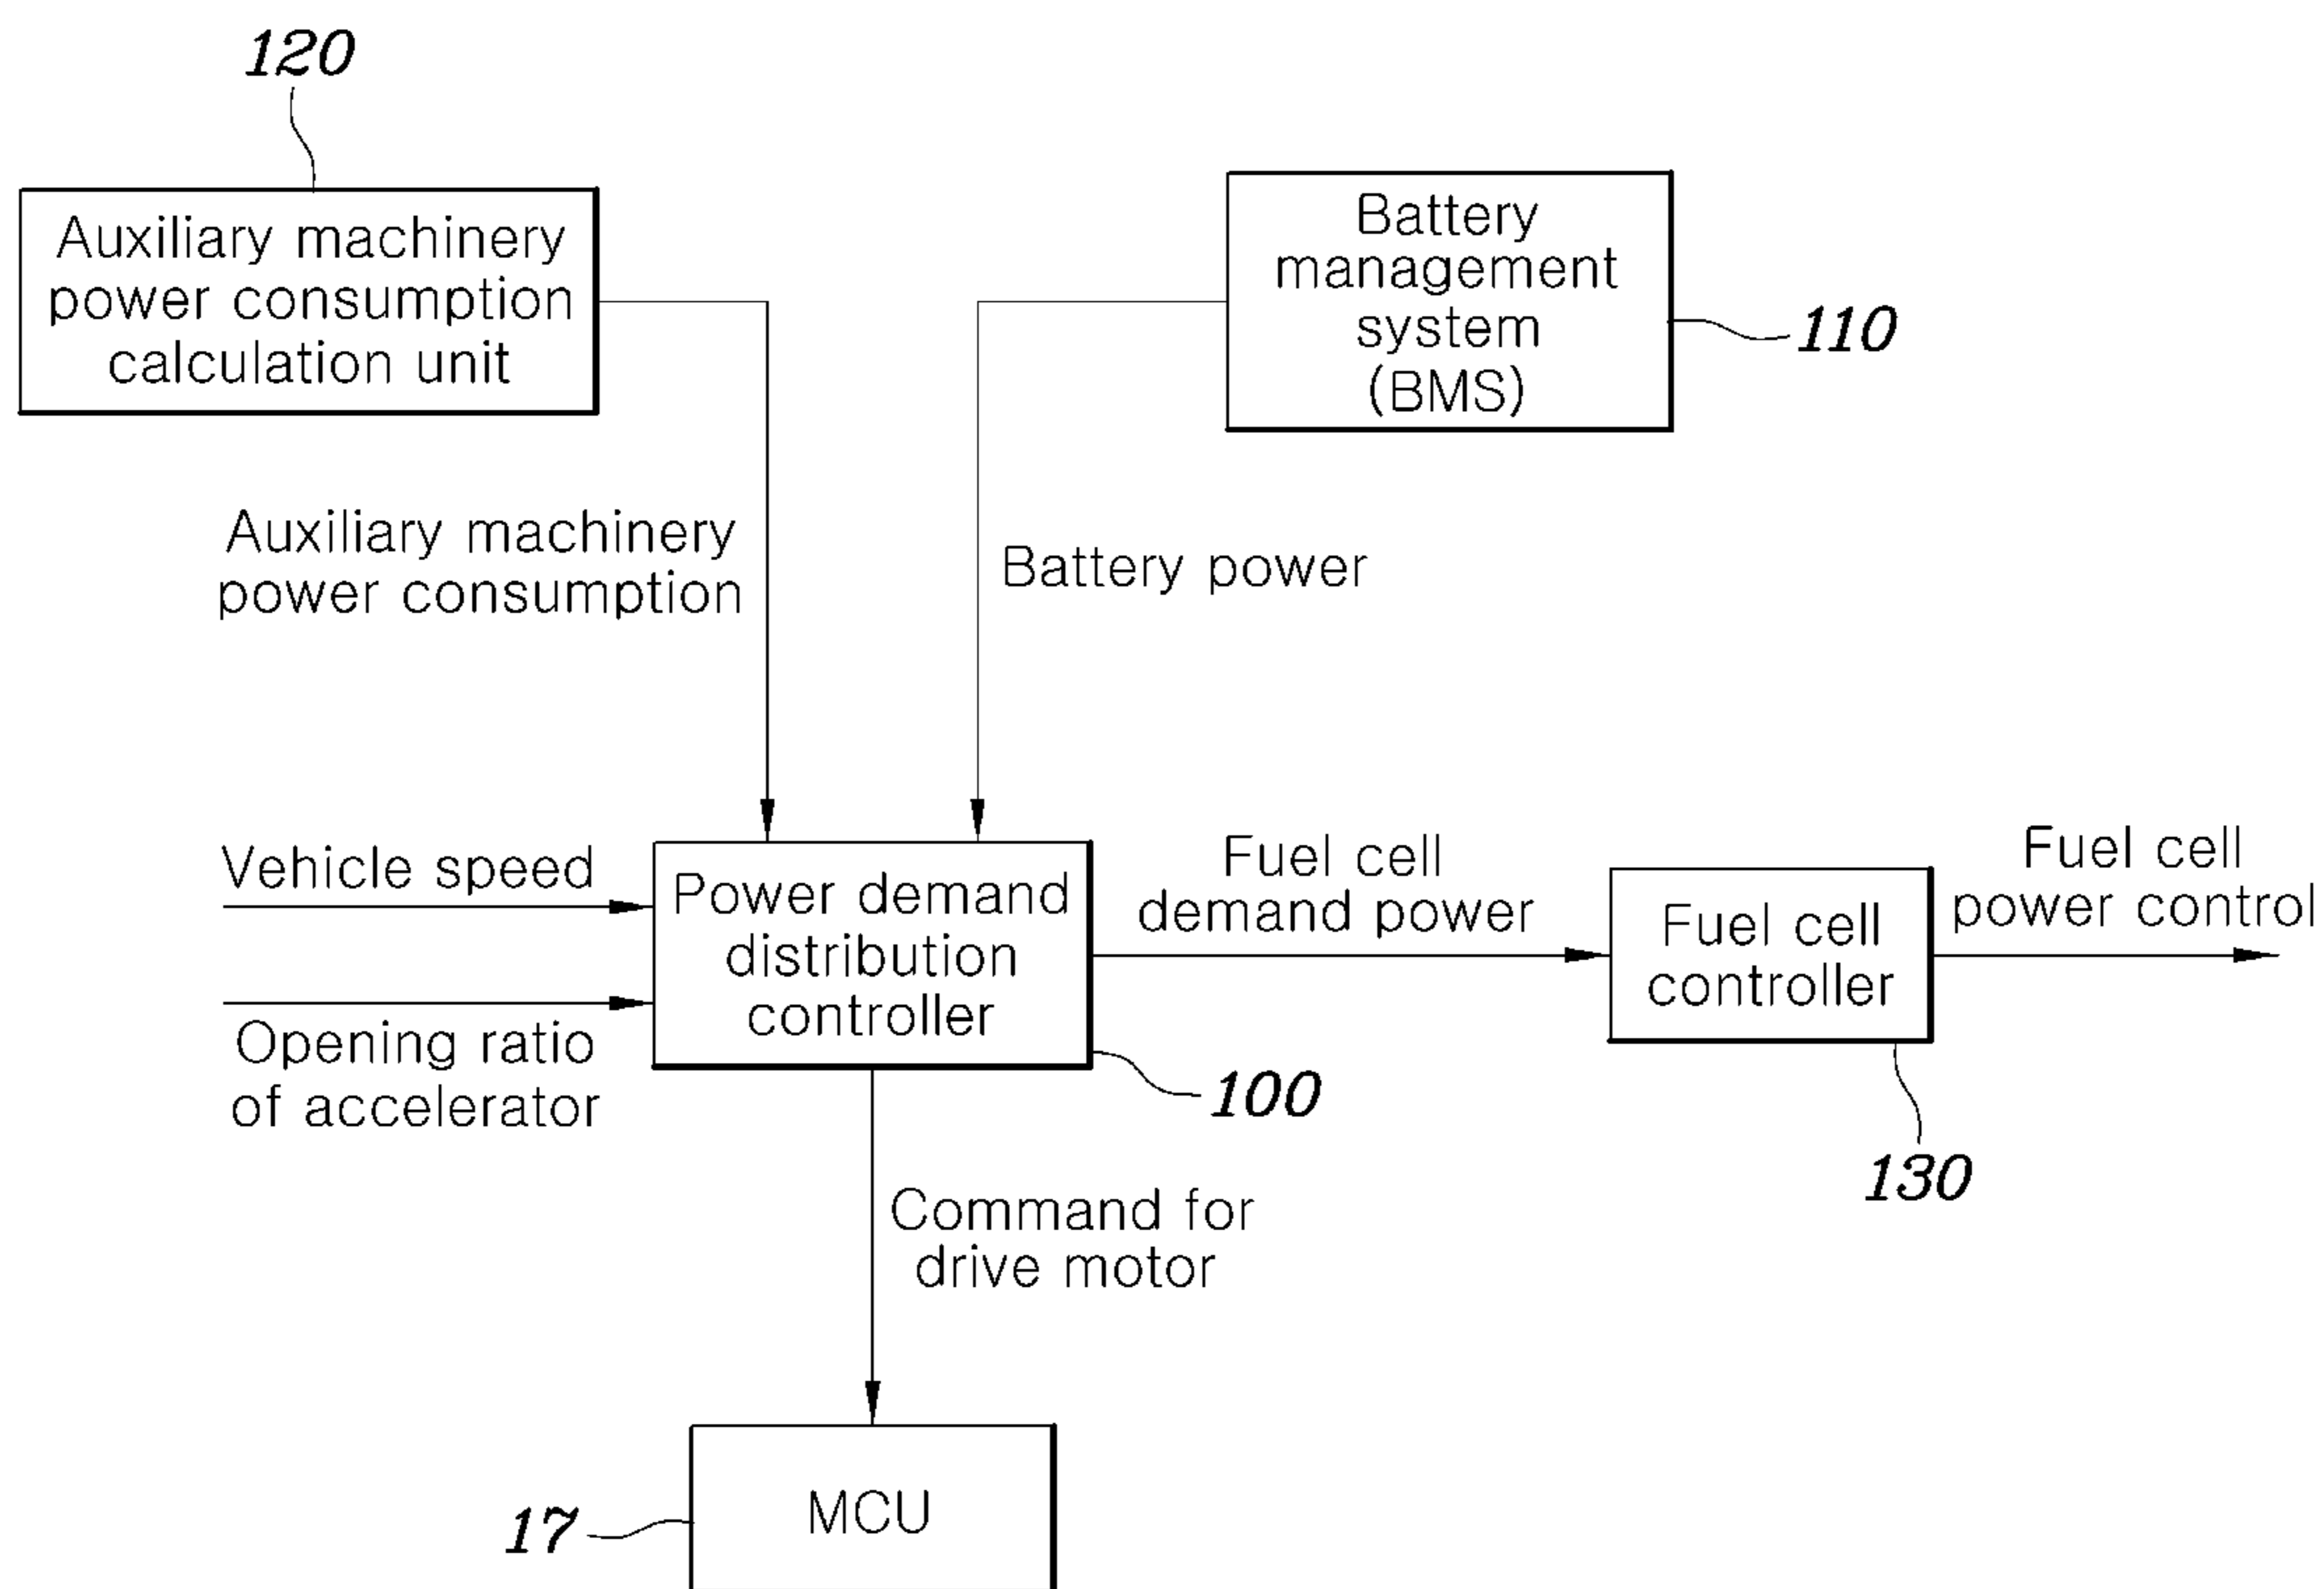 120
Auxiliary machinery
power consumption
calculation unit
Battery
management
system
(BMS)
110
Auxiliary machinery
power consumption
Battery power
Vehicle speed
Opening ratio
of accelerator
Power demand
distribution
controller
100
Fuel cell
demand power
Fuel cell
controller
130
Fuel cell
power control
Command for
drive motor
17
MCU